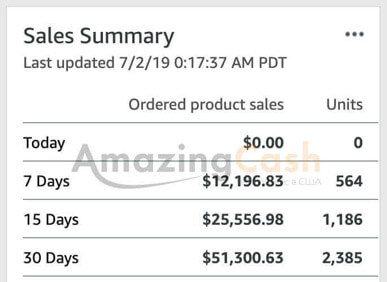 Sales Summary
Last updated 7/2/19 0:17:37 AM PDT
Ordered product sales Units
Today $0.00 0
AmazingCash
7 Days $12,196.83 564
в США
15 Days $25,556.98 1,186
30 Days $51,300.63 2,385